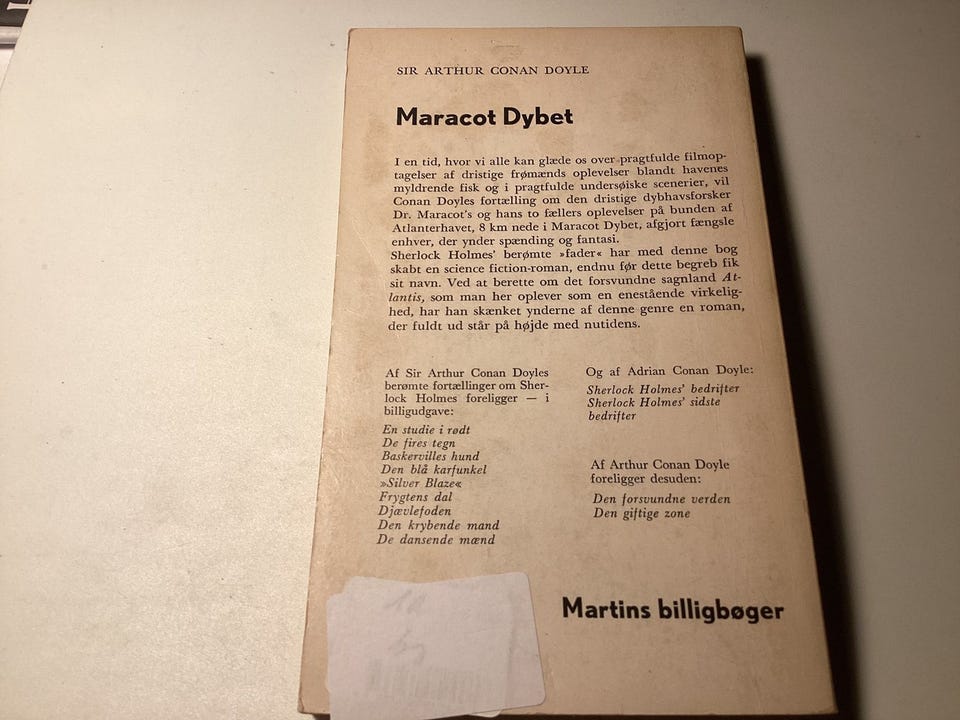 SIR ARTHUR CONAN DOYLE
Maracot Dybet
I en tid, hvor vi alle kan glæde os over pragtfulde filmop-
tagelser af dristige frømænds oplevelser blandt havenes
myldrende fisk og i pragtfulde undersøiske scenerier, vil
Conan Doyles fortælling om den dristige dybhavsforsker
Dr. Maracot's og hans to fællers oplevelser på bunden af
Atlanterhavet, 8 km nede i Maracot Dybet, afgjort fængsle
enhver, der ynder spænding og fantasi.
Sherlock Holmes' berømte »fader« har med denne bog
skabt en science fiction-roman, endnu før dette begreb fik
sit navn. Ved at berette om det forsvundne sagnland At-
lantis, som man her oplever som en enestående virkelig-
hed, har han skænket ynderne af denne genre en roman,
der fuldt ud står på højde med nutidens.
Af Sir Arthur Conan Doyles
berømte fortællinger om Sher-
lock Holmes foreligger — i
billigudgave:
En studie i rødt
De fires tegn
Baskervilles hund
Den blå karfunkel
»Silver Blaze«
Frygtens dal
Djævlefoden
Den krybende mand
De dansende mænd
Og af Adrian Conan Doyle:
Sherlock Holmes' bedrifter
Sherlock Holmes' sidste
bedrifter
Af Arthur Conan Doyle
foreligger desuden:
Den forsvundne verden
Den giftige zone
Martins billigbøger